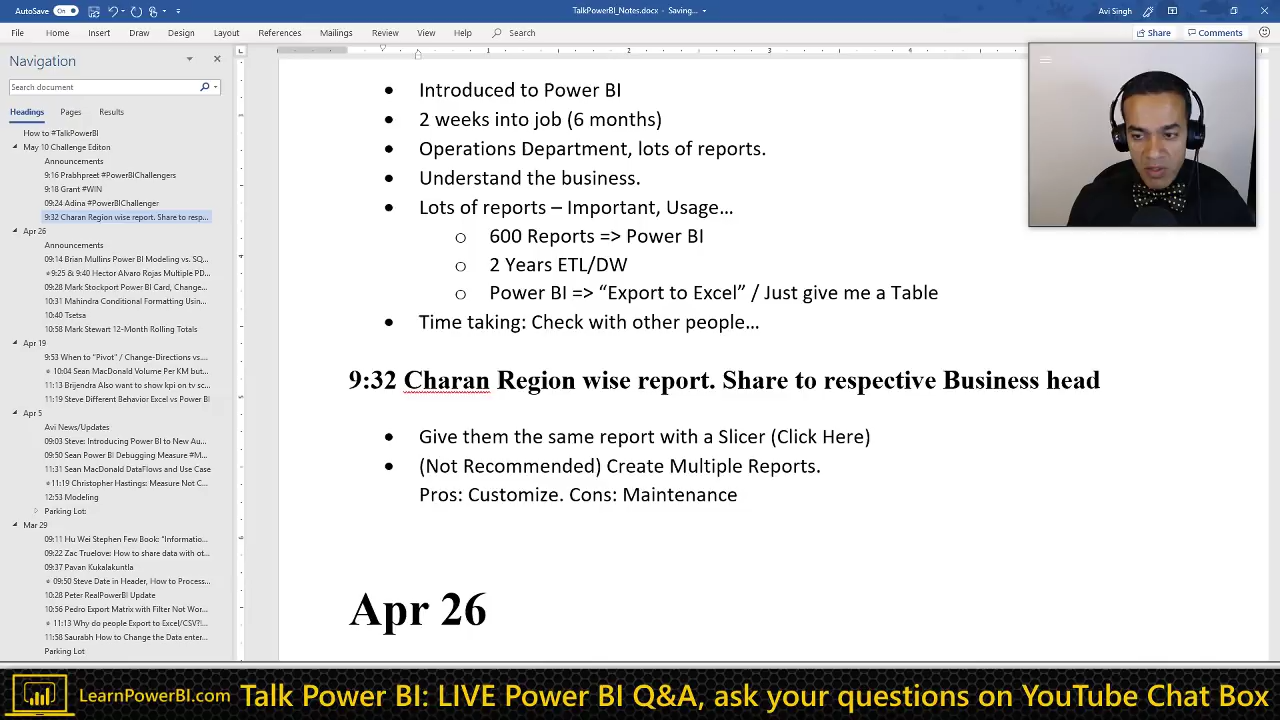 AutoSave On
TalkPowerBI_Notes.docx - Saving...
Avi Singh
File Home Insert Draw Design Layout References Mailings Review View Help Search
Share Comments
Navigation
Search document
Headings Pages Results
How to #TalkPowerBI
May 10 Challenge Editon
Announcements
9:16 Prabhpreet #PowerBIChallengers
9:18 Grant #WIN
09:24 Adina #PowerBIChallenger
9:32 Charan Region wise report. Share to resp...
Apr 26
Announcements
09:14 Brian Mullins Power BI Modeling vs. SQ...
9:25 & 9:40 Hector Alvaro Rojas Multiple PD...
09:28 Mark Stockport Power BI Card, Change...
10:31 Mahindra Conditional Formatting Usin...
10:40 Tsetsa
10:58 Mark Stewart 12-Month Rolling Totals
Apr 19
9:53 When to "Pivot" / Change-Directions vs....
10:04 Sean MacDonald Volume Per KM but...
11:13 Brijendra Also want to show kpi on tv sc...
11:19 Steve Different Behavior Excel vs Power BI
Apr 5
Avi News/Updates
09:03 Steve: Introducing Power BI to New Au...
09:50 Sean Power BI Debugging Measure #M...
11:31 Sean MacDonald DataFlows and Use Case
11:19 Christopher Hastings: Measure Not C...
12:53 Modeling
Parking Lot:
Mar 29
09:11 Hu Wei Stephen Few Book: "Informatio...
09:22 Zac Truelove: How to share data with ot...
09:37 Pavan Kukalakuntla
09:50 Steve Date in Header, How to Process...
10:28 Peter RealPowerBI Update
10:56 Pedro Export Matrix with Filter Not Wor...
11:13 Why do people Export to Excel/CSV?!...
11:58 Saurabh How to Change the Data enter...
Parking Lot
1 2 3 4
• Introduced to Power BI
• 2 weeks into job (6 months)
• Operations Department, lots of reports.
• Understand the business.
• Lots of reports – Important, Usage…
o 600 Reports => Power BI
o 2 Years ETL/DW
o Power BI => “Export to Excel” / Just give me a Table
• Time taking: Check with other people…
9:32 Charan Region wise report. Share to respective Business head
• Give them the same report with a Slicer (Click Here)
• (Not Recommended) Create Multiple Reports.
Pros: Customize. Cons: Maintenance
Apr 26
LearnPowerBI.com Talk Power BI: LIVE Power BI Q&A, ask your questions on YouTube Chat Box